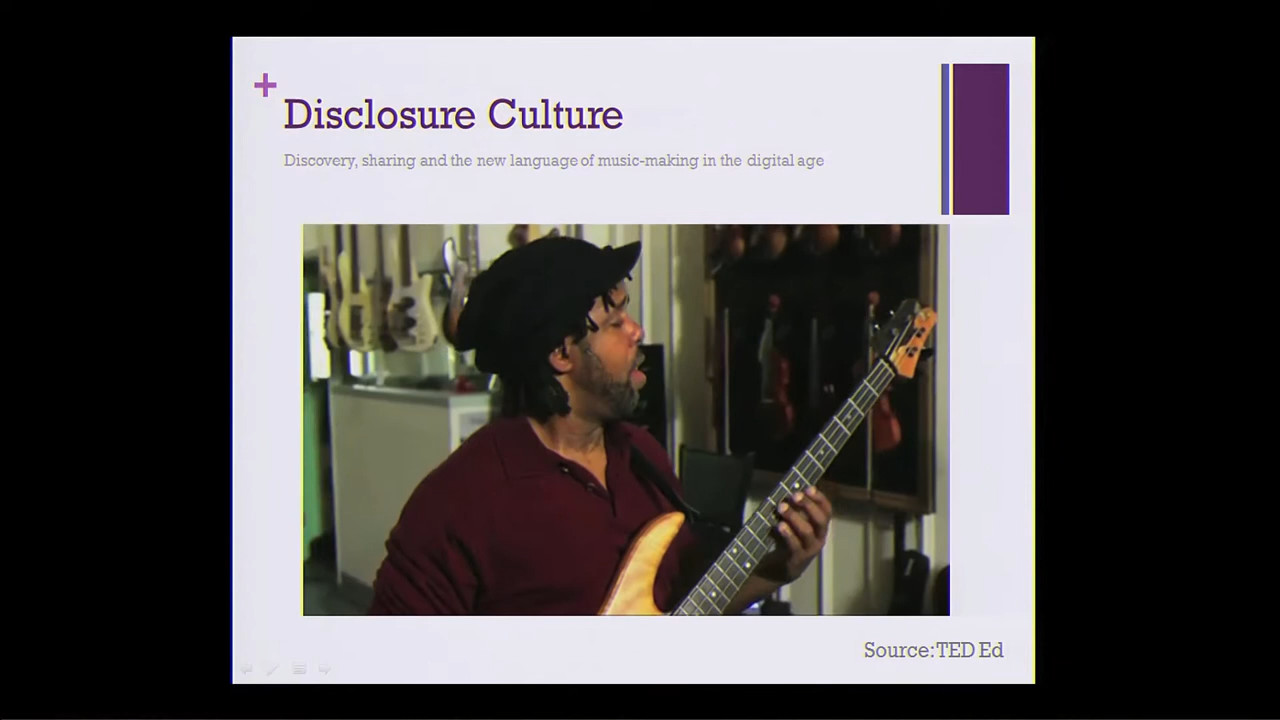 +
Disclosure Culture
Discovery, sharing and the new language of music-making in the digital age
Source: TED Ed